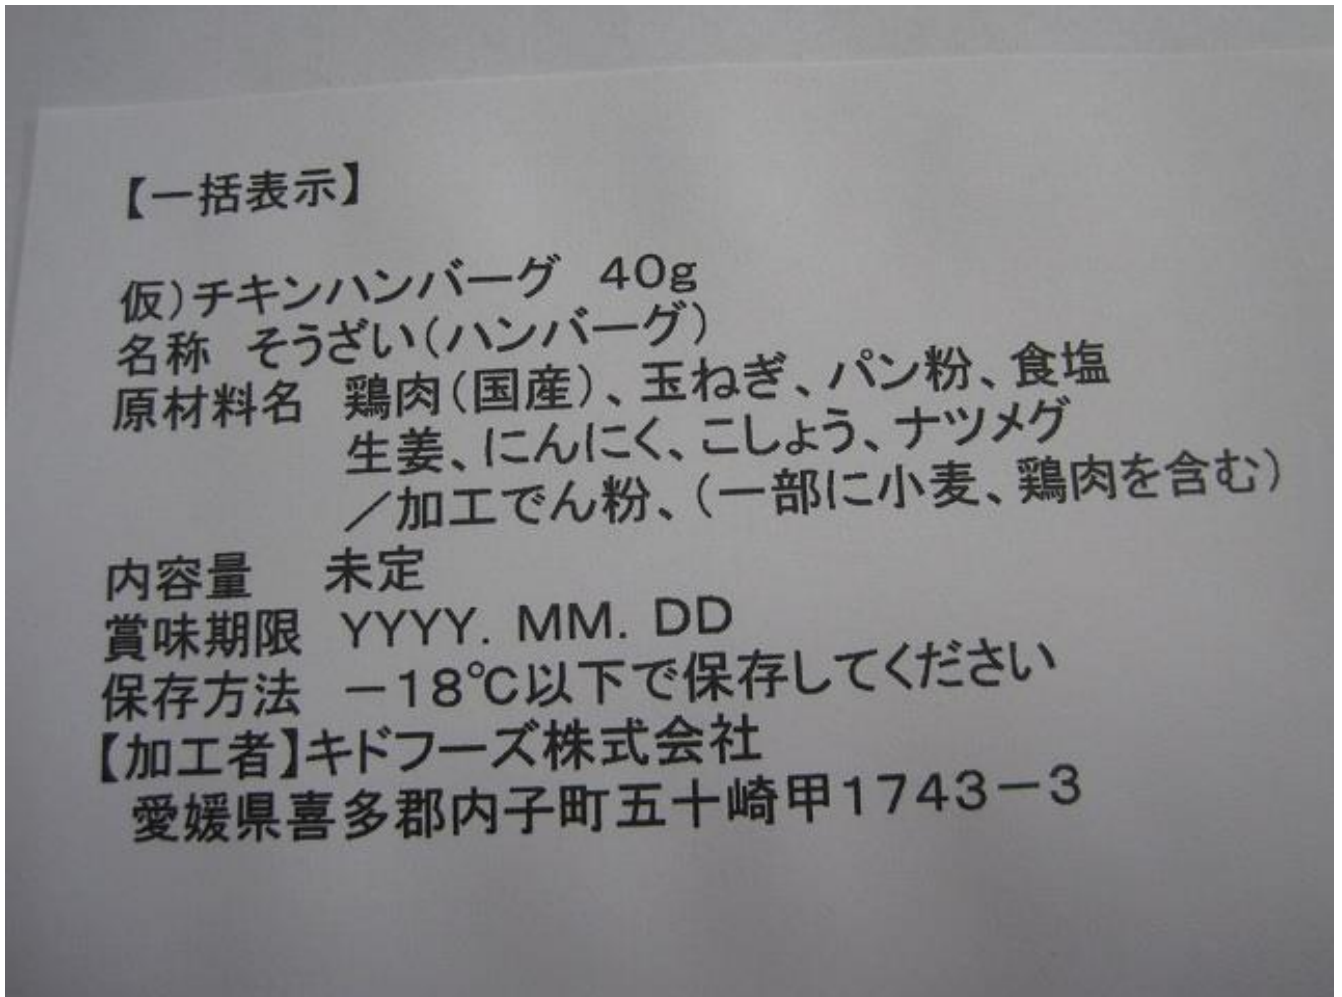 【一括表示】
仮）チキンハンバーグ　４０g
名称　そうざい（ハンバーグ）
原材料名　鶏肉（国産）、玉ねぎ、パン粉、食塩
生姜、にんにく、こしょう、ナツメグ
／加工でん粉、（一部に小麦、鶏肉を含む）
内容量　未定
賞味期限　YYYY．MM．DD
保存方法　－１８℃以下で保存してください
【加工者】キドフーズ株式会社
愛媛県喜多郡内子町五十崎甲１７４３－３